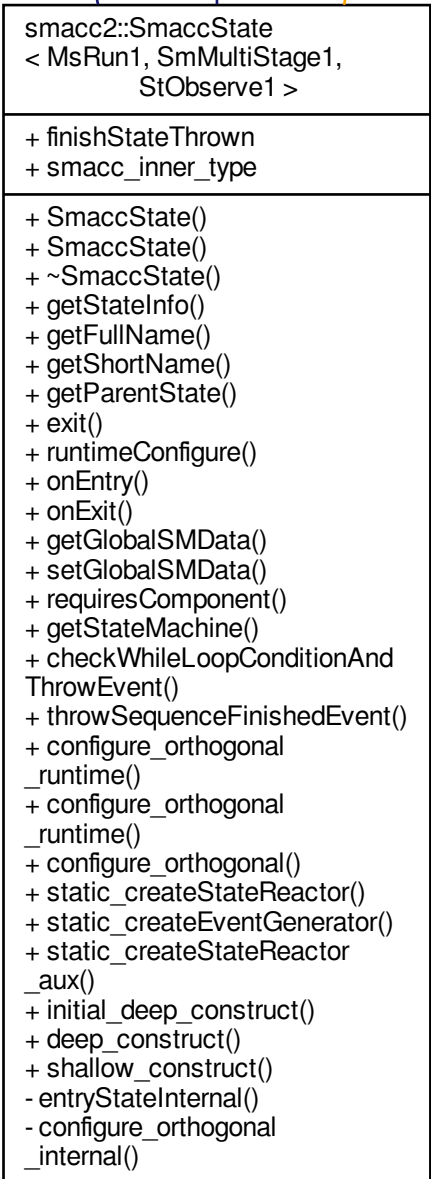 smacc2::SmaccState
< MsRun1, SmMultiStage1,
StObserve1 >
+ finishStateThrown
+ smacc_inner_type
+ SmaccState()
+ SmaccState()
+ ~SmaccState()
+ getStateInfo()
+ getFullName()
+ getShortName()
+ getParentState()
+ exit()
+ runtimeConfigure()
+ onEntry()
+ onExit()
+ getGlobalSMData()
+ setGlobalSMData()
+ requiresComponent()
+ getStateMachine()
+ checkWhileLoopConditionAnd
ThrowEvent()
+ throwSequenceFinishedEvent()
+ configure_orthogonal
_runtime()
+ configure_orthogonal
_runtime()
+ configure_orthogonal()
+ static_createStateReactor()
+ static_createEventGenerator()
+ static_createStateReactor
_aux()
+ initial_deep_construct()
+ deep_construct()
+ shallow_construct()
- entryStateInternal()
- configure_orthogonal
_internal()